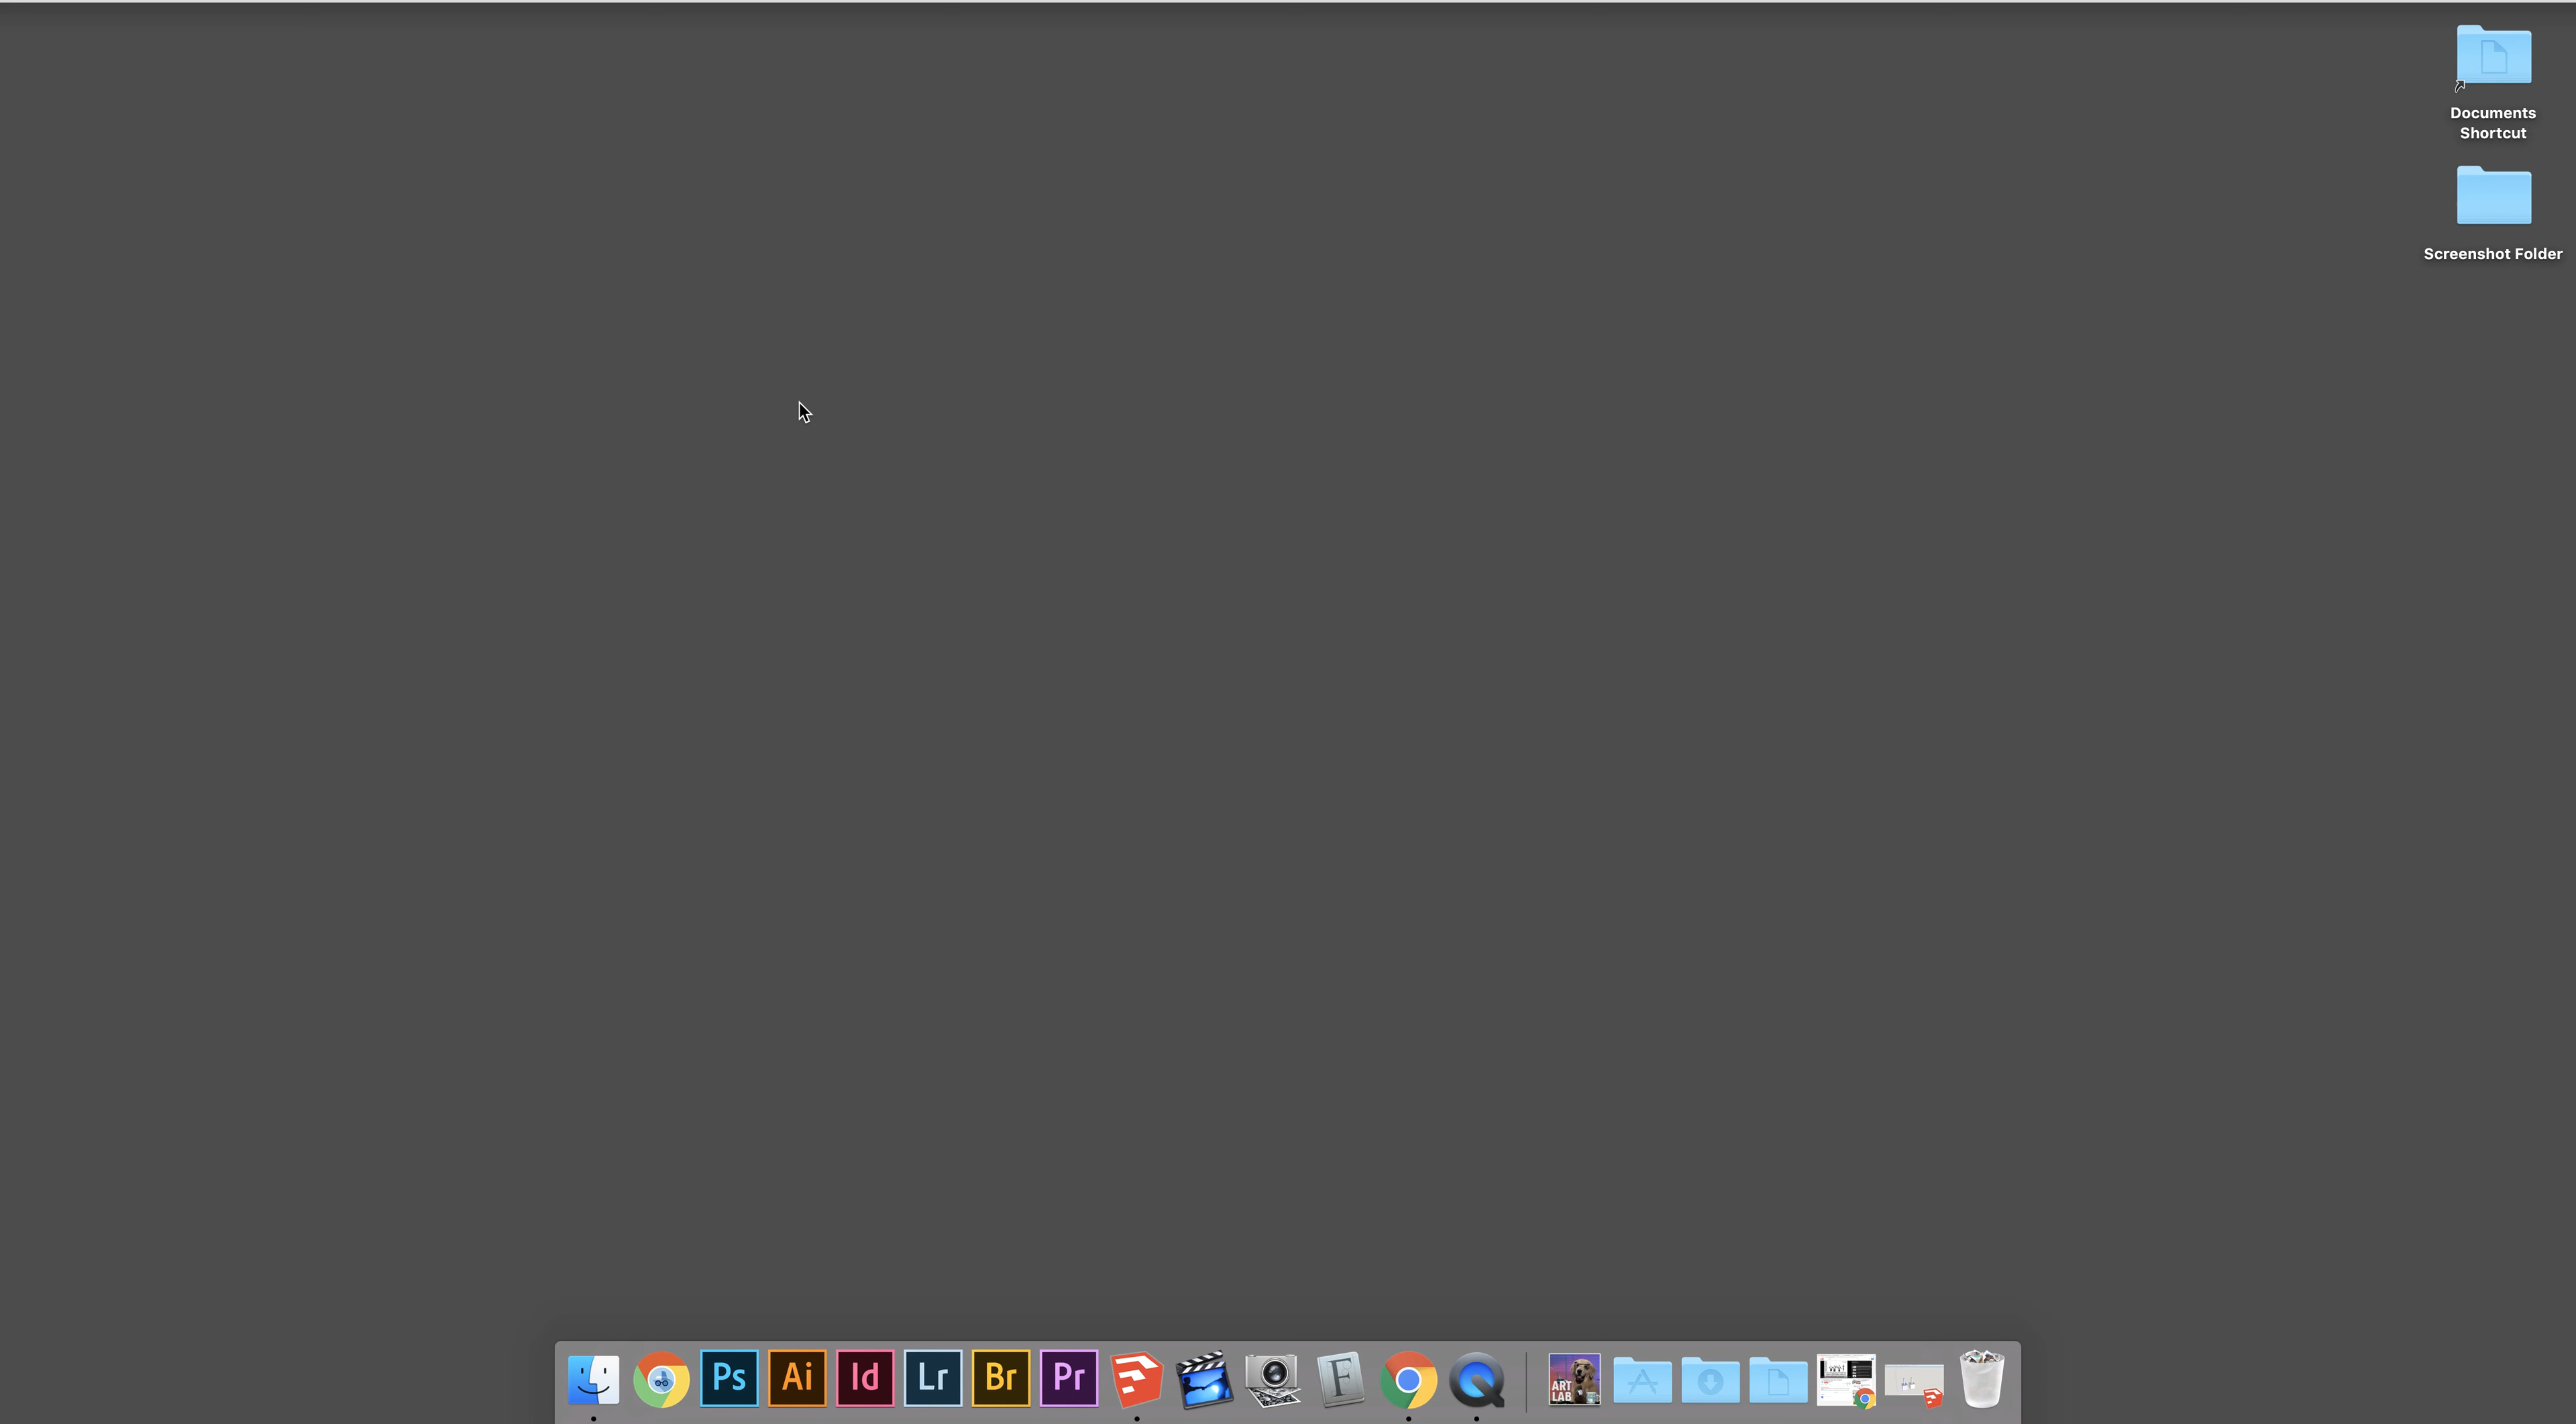 Documents
Shortcut
Screenshot Folder
Ps
Ai
Id
Lr
Br
Pr
F
ART
LAB